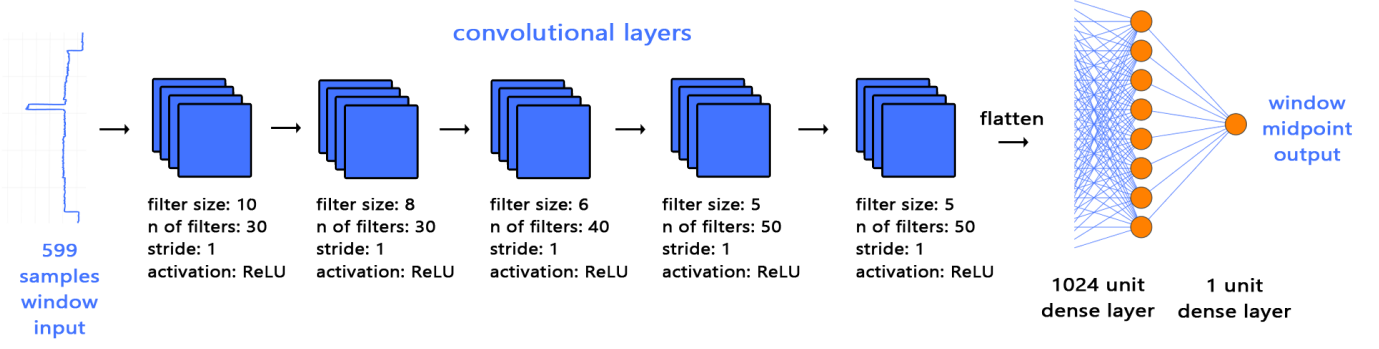 convolutional layers
599
samples
window
input
filter size: 10
n of filters: 30
stride: 1
activation: ReLU
filter size: 8
n of filters: 30
stride: 1
activation: ReLU
filter size: 6
n of filters: 40
stride: 1
activation: ReLU
filter size: 5
n of filters: 50
stride: 1
activation: ReLU
filter size: 5
n of filters: 50
stride: 1
activation: ReLU
flatten
1024 unit
dense layer
1 unit
dense layer
window
midpoint
output